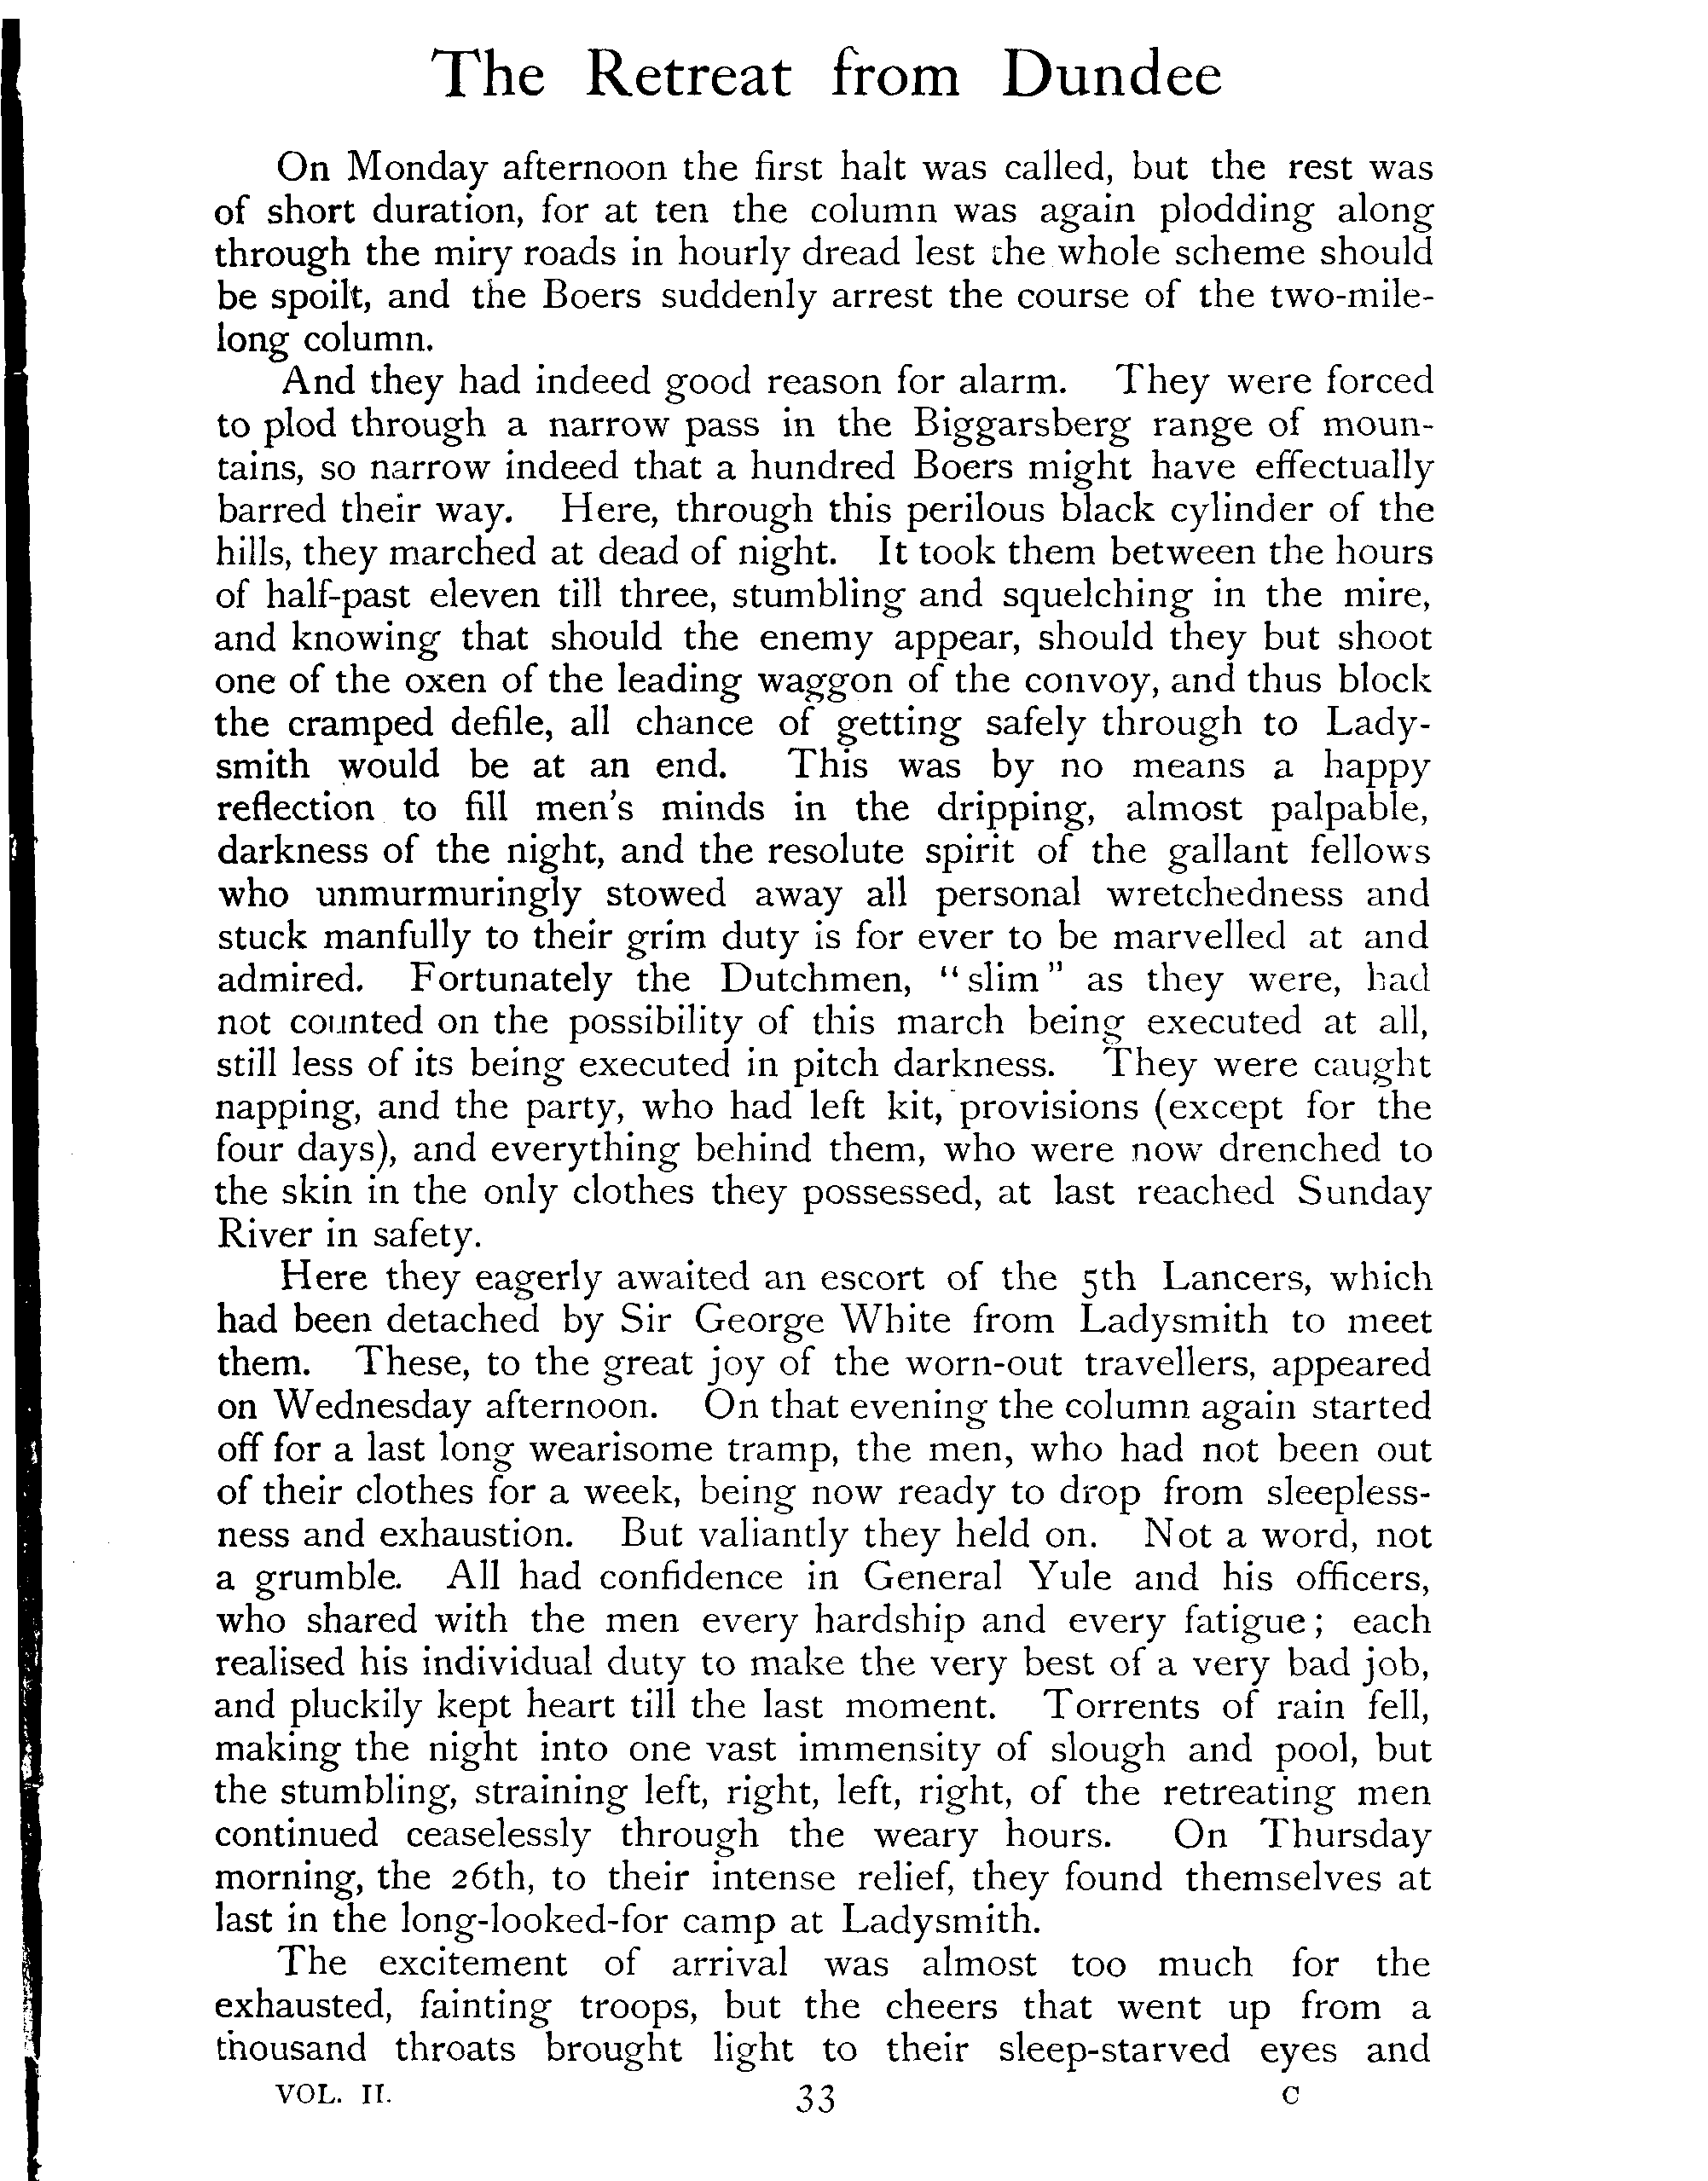 The Retreat from Dundee
On Monday afternoon the first halt was called, but the rest was
of short duration, for at ten the column was again plodding along
through the miry roads in hourly dread lest the whole scheme should
be spoilt, and the Boers suddenly arrest the course of the two-mile-
long column.
And they had indeed good reason for alarm. They were forced
to plod through a narrow pass in the Biggarsberg range of moun-
tains, so narrow indeed that a hundred Boers might have effectually
barred their way. Here, through this perilous black cylinder of the
hills, they marched at dead of night. It took them between the hours
of half-past eleven till three, stumbling and squelching in the mire,
and knowing that should the enemy appear, should they but shoot
one of the oxen of the leading waggon of the convoy, and thus block
the cramped defile, all chance of getting safely through to Lady-
smith would be at an end. This was by no means a happy
reflection to fill men's minds in the dripping, almost palpable,
darkness of the night, and the resolute spirit of the gallant fellows
who unmurmuringly stowed away all personal wretchedness and
stuck manfully to their grim duty is for ever to be marvelled at and
admired. Fortunately the Dutchmen, "slim" as they were, had
not counted on the possibility of this march being executed at all,
still less of its being executed in pitch darkness. They were caught
napping, and the party, who had left kit, provisions (except for the
four days), and everything behind them, who were now drenched to
the skin in the only clothes they possessed, at last reached Sunday
River in safety.
Here they eagerly awaited an escort of the 5th Lancers, which
had been detached by Sir George White from Ladysmith to meet
them. These, to the great joy of the worn-out travellers, appeared
on Wednesday afternoon. On that evening the column again started
off for a last long wearisome tramp, the men, who had not been out
of their clothes for a week, being now ready to drop from sleepless-
ness and exhaustion. But valiantly they held on. Not a word, not
a grumble. All had confidence in General Yule and his officers,
who shared with the men every hardship and every fatigue; each
realised his individual duty to make the very best of a very bad job,
and pluckily kept heart till the last moment. Torrents of rain fell,
making the night into one vast immensity of slough and pool, but
the stumbling, straining left, right, left, right, of the retreating men
continued ceaselessly through the weary hours. On Thursday
morning, the 26th, to their intense relief, they found themselves at
last in the long-looked-for camp at Ladysmith.
The excitement of arrival was almost too much for the
exhausted, fainting troops, but the cheers that went up from a
thousand throats brought light to their sleep-starved eyes and
VOL. II. 33 C